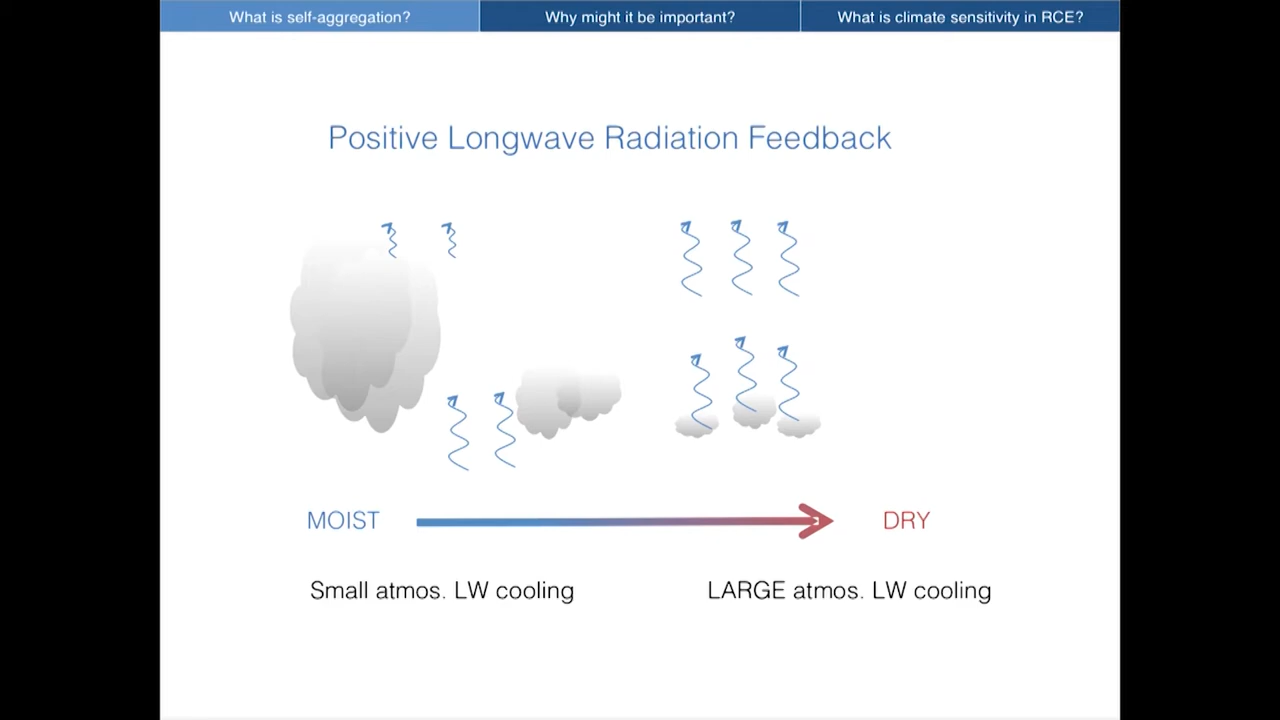 What is self-aggregation?
Why might it be important?
What is climate sensitivity in RCE?
Positive Longwave Radiation Feedback
MOIST
DRY
Small atmos. LW cooling
LARGE atmos. LW cooling